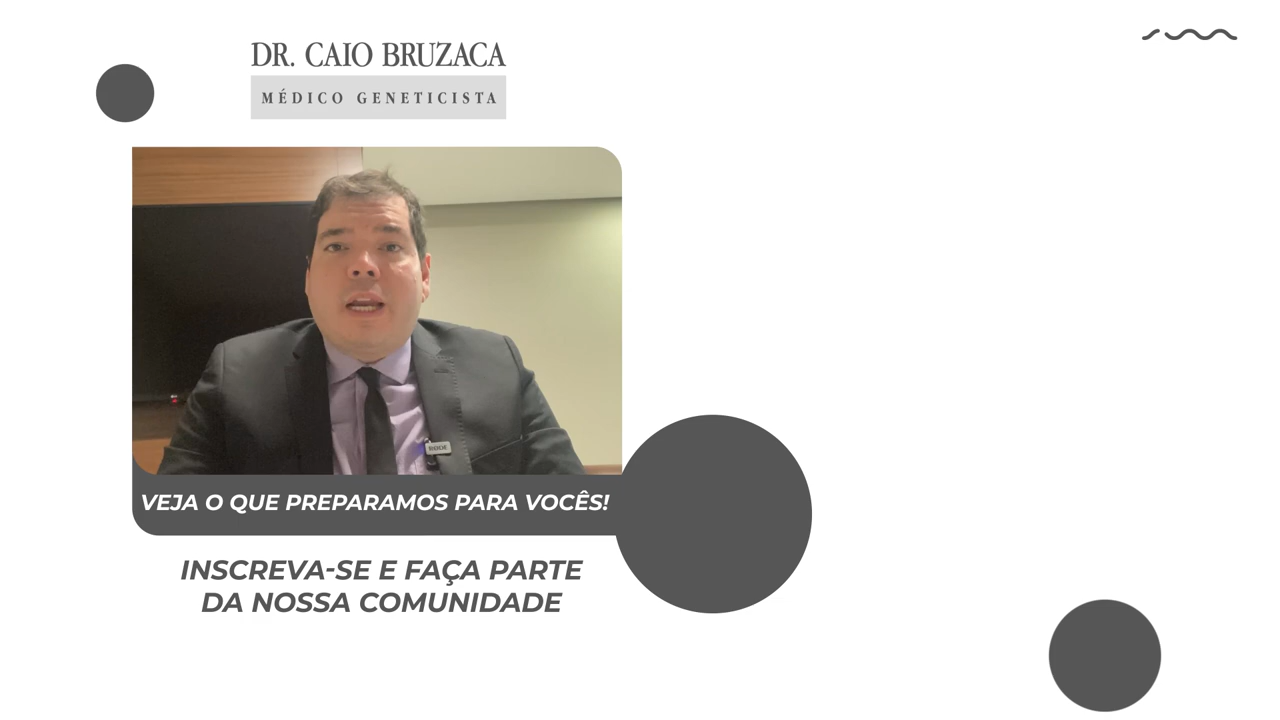 DR. CAIO BRUZACA
MÉDICO GENETICISTA
VEJA O QUE PREPARAMOS PARA VOCÊS!
INSCREVA-SE E FAÇA PARTE
DA NOSSA COMUNIDADE